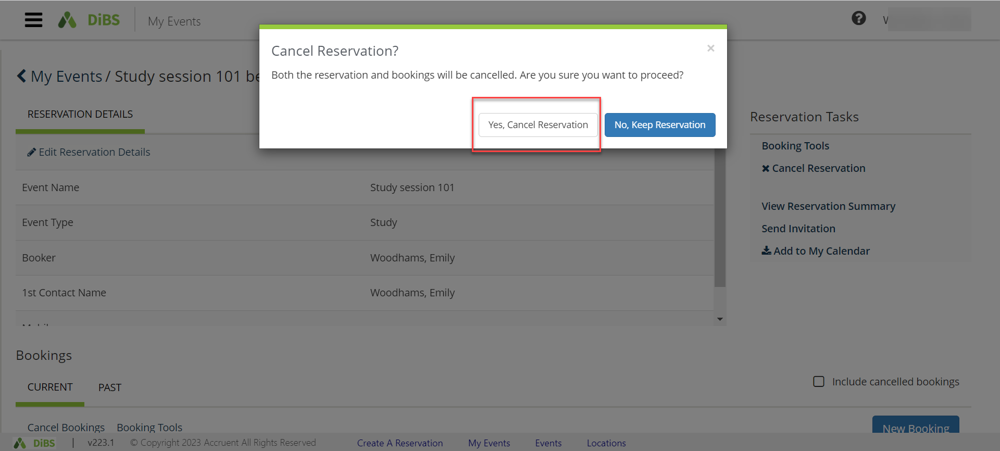 DiBS
My Events
Cancel Reservation?
×
Both the reservation and bookings will be cancelled. Are you sure you want to proceed?
Yes, Cancel Reservation
No, Keep Reservation
My Events / Study session 101 be
RESERVATION DETAILS
Edit Reservation Details
Event Name Study session 101
Event Type Study
Booker Woodhams, Emily
1st Contact Name Woodhams, Emily
Reservation Tasks
Booking Tools
Cancel Reservation
View Reservation Summary
Send Invitation
Add to My Calendar
Bookings
CURRENT PAST
Include cancelled bookings
Cancel Bookings Booking Tools
New Booking
DiBS | v223.1 © Copyright 2023 Accruent All Rights Reserved Create A Reservation My Events Events Locations